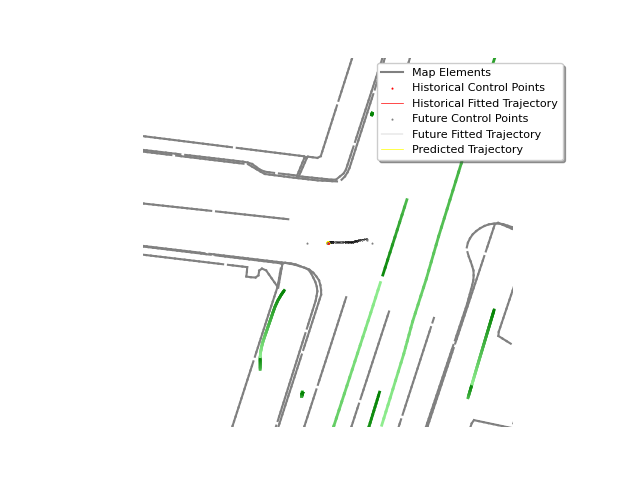 Map Elements
Historical Control Points
Historical Fitted Trajectory
Future Control Points
Future Fitted Trajectory
Predicted Trajectory